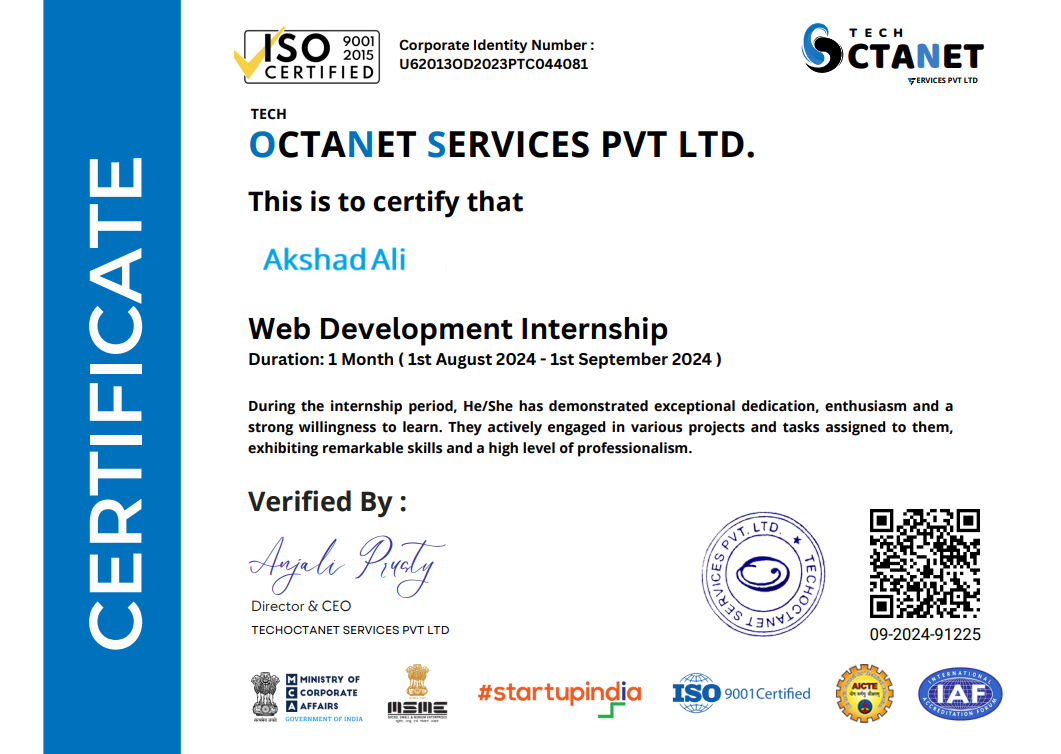 ISO 9001
2015
CERTIFIED
Corporate Identity Number :
U62013OD2023PTC044081
TECH
OCTANET
SERVICES PVT LTD
TECH
OCTANET SERVICES PVT LTD.
This is to certify that
Akshad Ali
Web Development Internship
Duration: 1 Month ( 1st August 2024 - 1st September 2024 )
During the internship period, He/She has demonstrated exceptional dedication, enthusiasm and a
strong willingness to learn. They actively engaged in various projects and tasks assigned to them,
exhibiting remarkable skills and a high level of professionalism.
CERTIFICATE
Verified By :
Anjali Prusty
Director & CEO
TECHOCTANET SERVICES PVT LTD
TECHOCTANET SERVICES PVT. LTD. ★
09-2024-91225
MCA
MINISTRY OF
CORPORATE
AFFAIRS
GOVERNMENT OF INDIA
MSME
MICRO, SMALL & MEDIUM ENTERPRISES
#startupindia
ISO 9001Certified
AICTE
INTERNATIONAL
IAF
ACCREDITATION FORUM